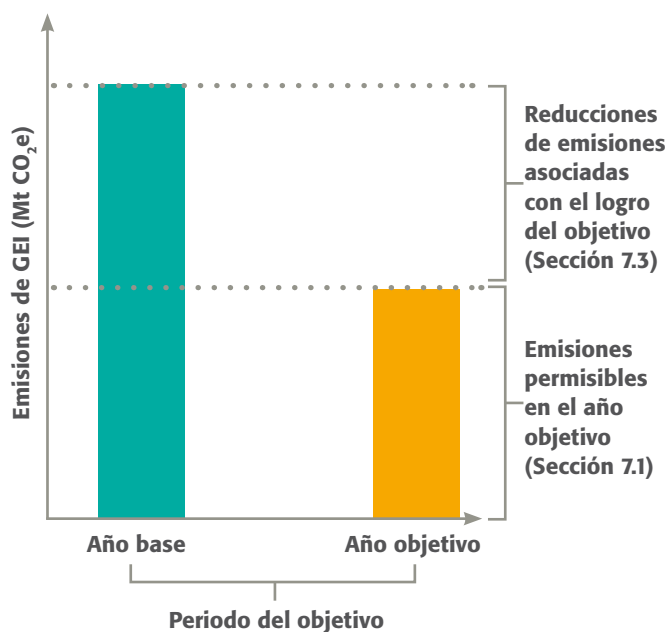 Emisiones de GEI (Mt CO₂e)
Reducciones
de emisiones
asociadas
con el logro
del objetivo
(Sección 7.3)
Emisiones
permisibles
en el año
objetivo
(Sección 7.1)
Año base
Año objetivo
Periodo del objetivo